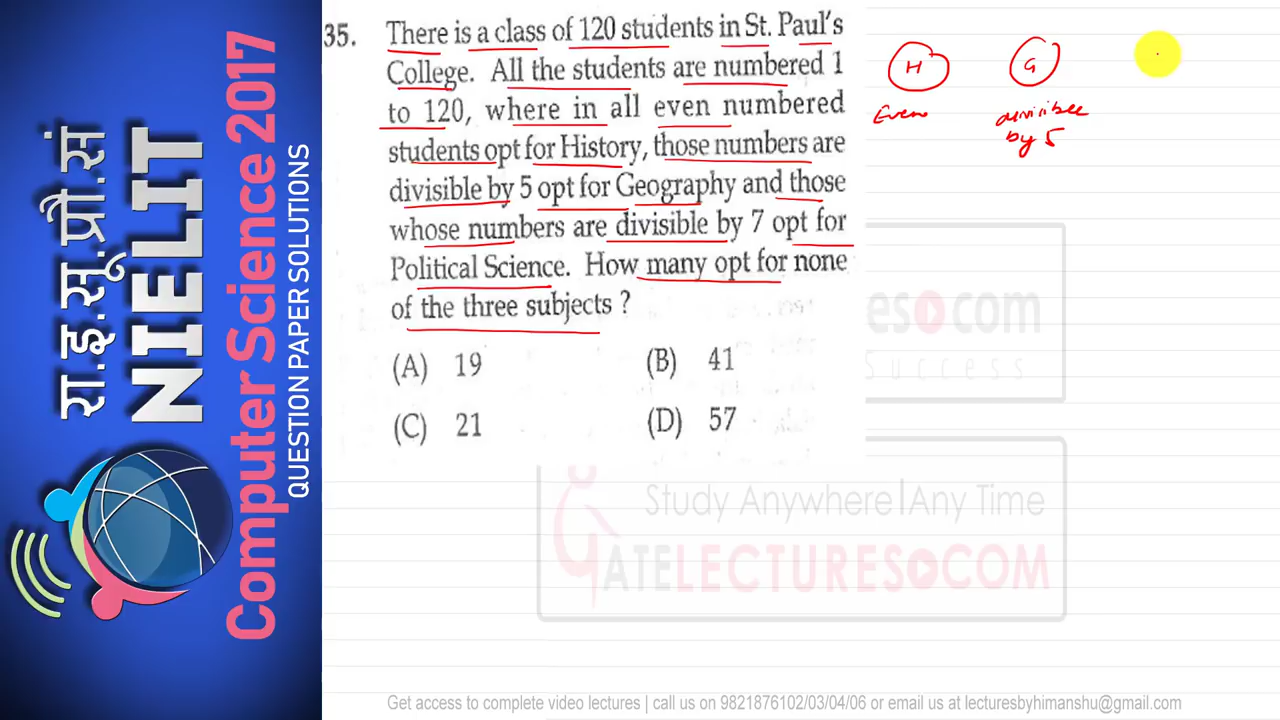 रा.इ.सू.प्रौ.सं
NIELIT
Computer Science 2017
QUESTION PAPER SOLUTIONS
35. There is a class of 120 students in St. Paul's
College. All the students are numbered 1
to 120, where in all even numbered
students opt for History, those numbers are
divisible by 5 opt for Geography and those
whose numbers are divisible by 7 opt for
Political Science. How many opt for none
of the three subjects ?
(A) 19 (B) 41
(C) 21 (D) 57
H G
Even divisible
by 5
Success
Study Anywhere|Any Time
GATELECTURES.COM
Get access to complete video lectures | call us on 9821876102/03/04/06 or email us at lecturesbyhimanshu@gmail.com